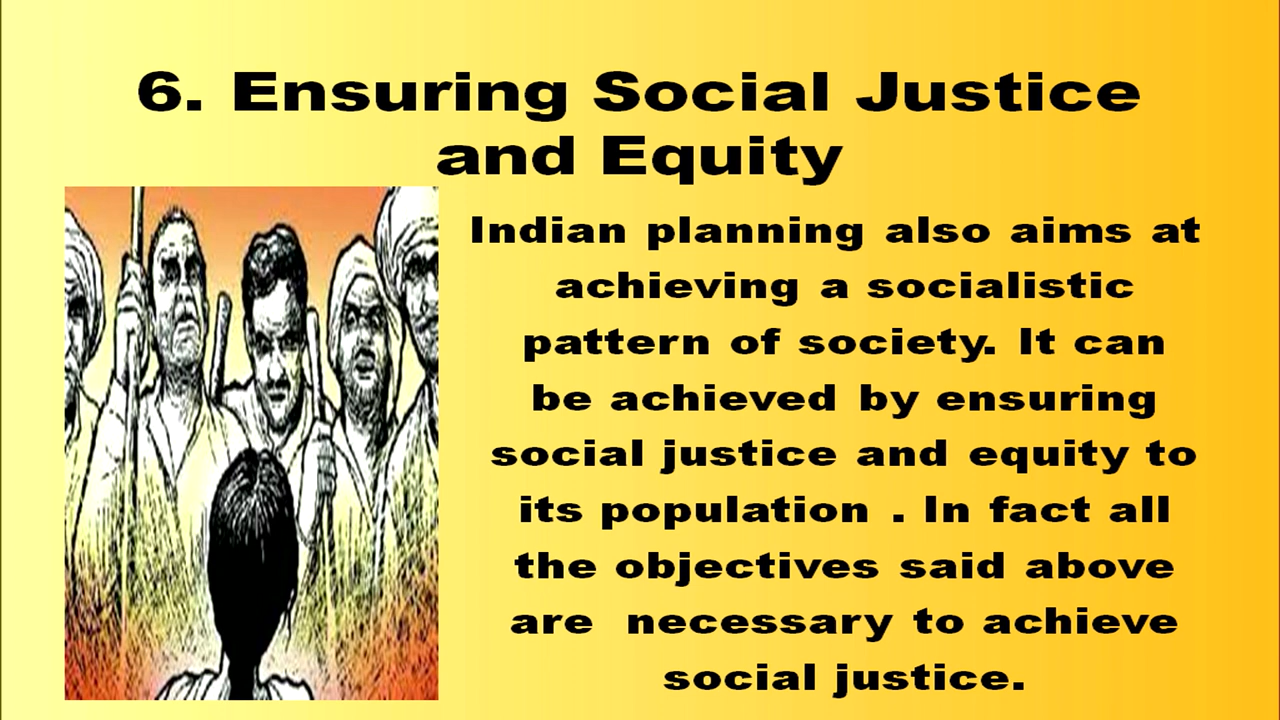 6. Ensuring Social Justice
and Equity
Indian planning also aims at
achieving a socialistic
pattern of society. It can
be achieved by ensuring
social justice and equity to
its population . In fact all
the objectives said above
are  necessary to achieve
social justice.